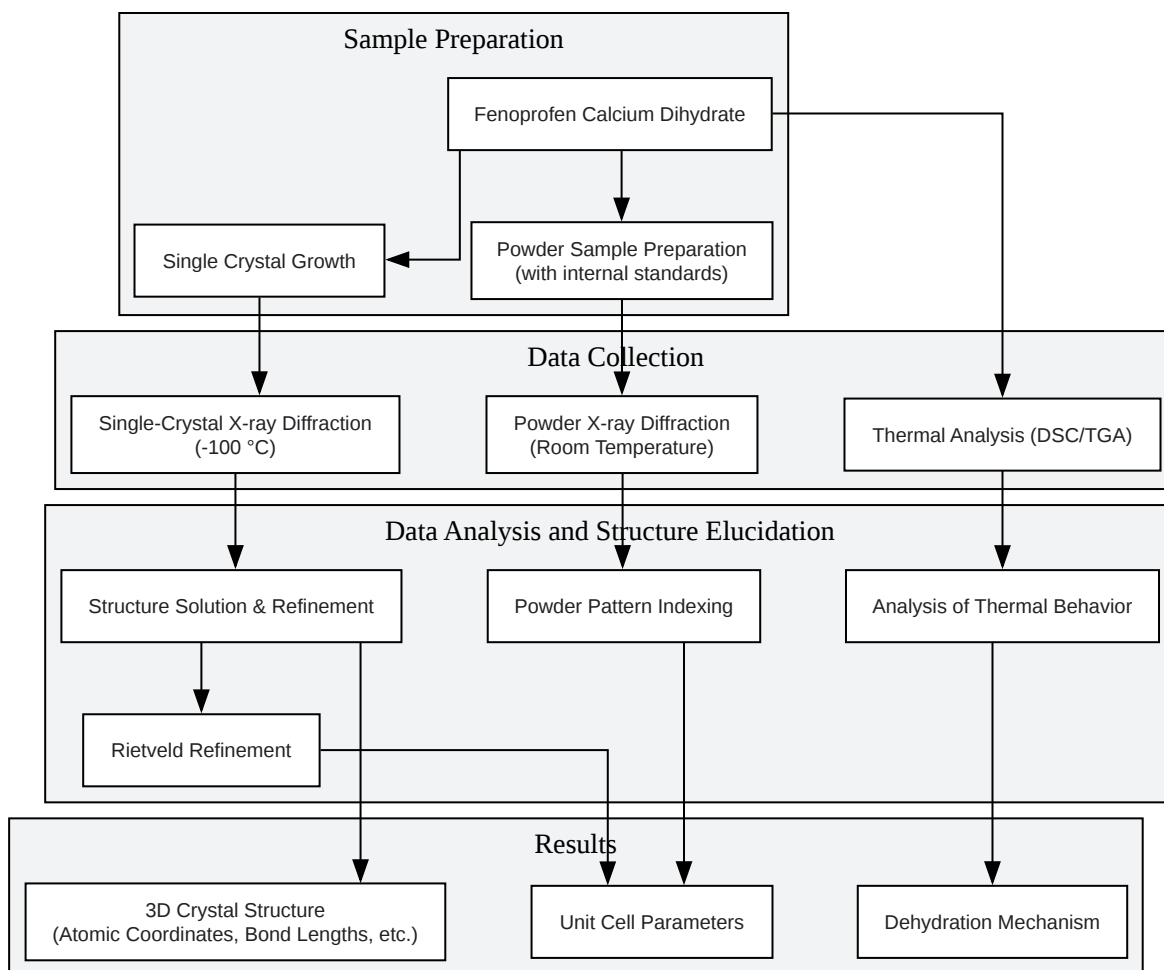 Sample Preparation
Fenoprofen Calcium Dihydrate
Single Crystal Growth
Powder Sample Preparation
(with internal standards)
Data Collection
Single-Crystal X-ray Diffraction
(-100 °C)
Powder X-ray Diffraction
(Room Temperature)
Thermal Analysis (DSC/TGA)
Data Analysis and Structure Elucidation
Structure Solution & Refinement
Powder Pattern Indexing
Analysis of Thermal Behavior
Rietveld Refinement
Results
3D Crystal Structure
(Atomic Coordinates, Bond Lengths, etc.)
Unit Cell Parameters
Dehydration Mechanism